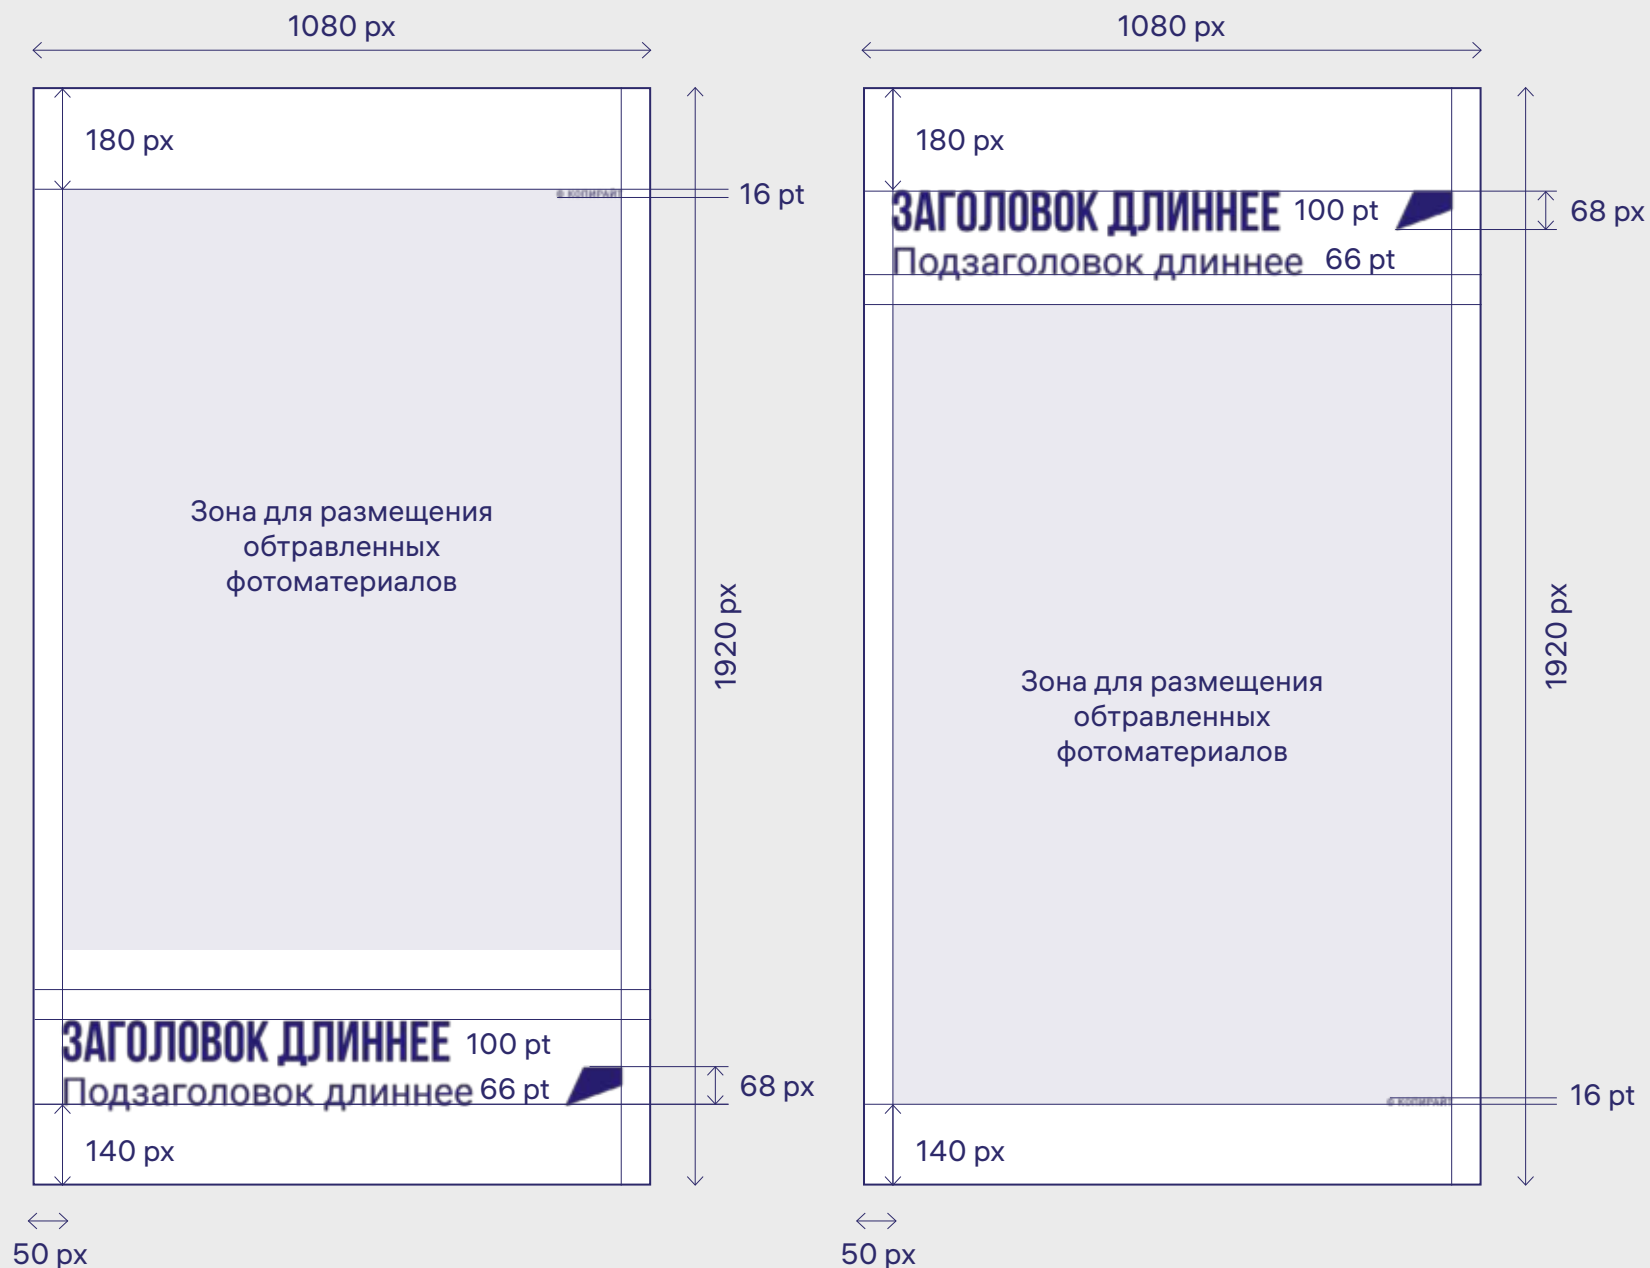 1080 px
180 px
© КОПИРАЙТ
16 pt
Зона для размещения
обтравленных
фотоматериалов
1920 px
ЗАГОЛОВОК ДЛИННЕЕ 100 pt
Подзаголовок длиннее 66 pt
68 px
140 px
50 px
1080 px
180 px
ЗАГОЛОВОК ДЛИННЕЕ 100 pt
68 px
Подзаголовок длиннее 66 pt
Зона для размещения
обтравленных
фотоматериалов
1920 px
© КОПИРАЙТ
16 pt
140 px
50 px